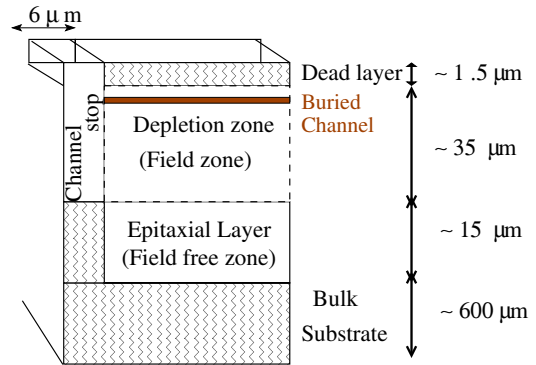 6 μ m
Dead layer
~ 1 .5 μm
Buried
Channel
Channel
stop
Depletion zone
(Field zone)
~ 35 μm
Epitaxial Layer
(Field free zone)
~ 15 μm
Bulk
Substrate
~ 600 μm